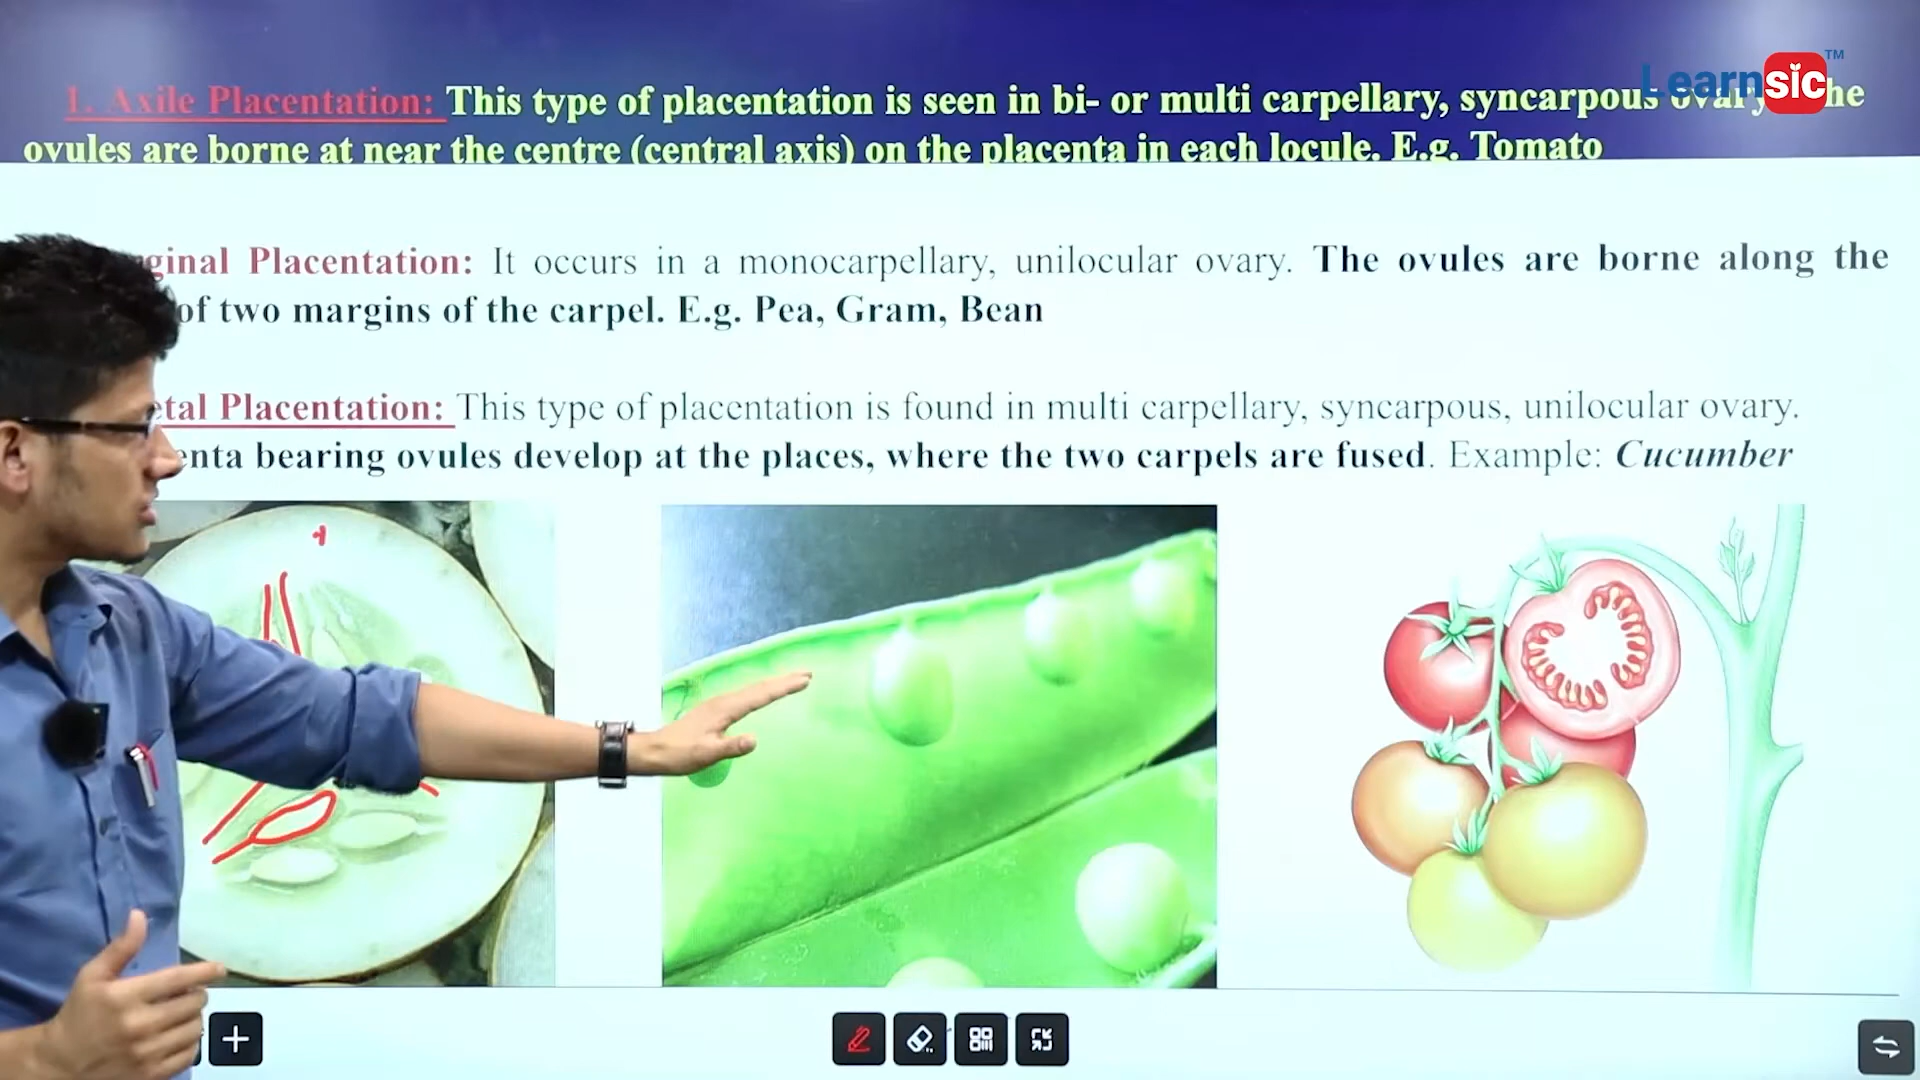 Learnsic™
1. Axile Placentation: This type of placentation is seen in bi- or multi carpellary, syncarpous ovary he
ovules are borne at near the centre (central axis) on the placenta in each locule. E.g. Tomato
ginal Placentation: It occurs in a monocarpellary, unilocular ovary. The ovules are borne along the
of two margins of the carpel. E.g. Pea, Gram, Bean
etal Placentation: This type of placentation is found in multi carpellary, syncarpous, unilocular ovary.
enta bearing ovules develop at the places, where the two carpels are fused. Example: Cucumber